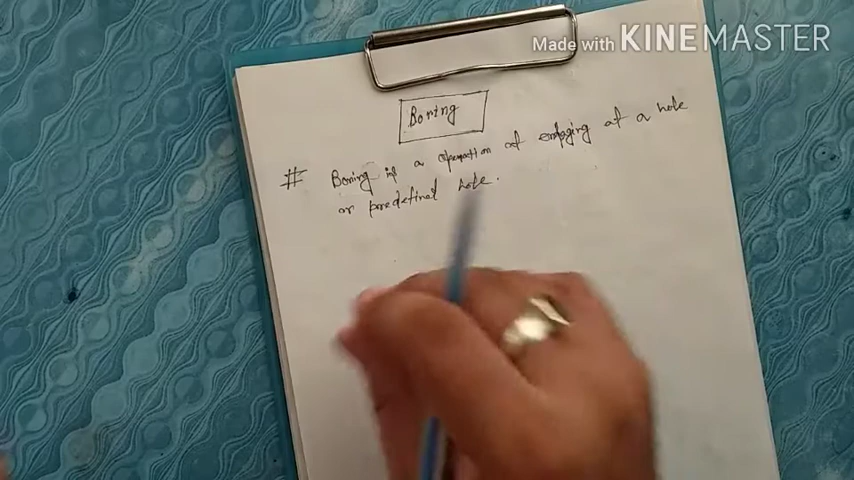 Made with KINEMASTER
Boring
# Boring is a operation of enlarging of a hole
or predefined hole.